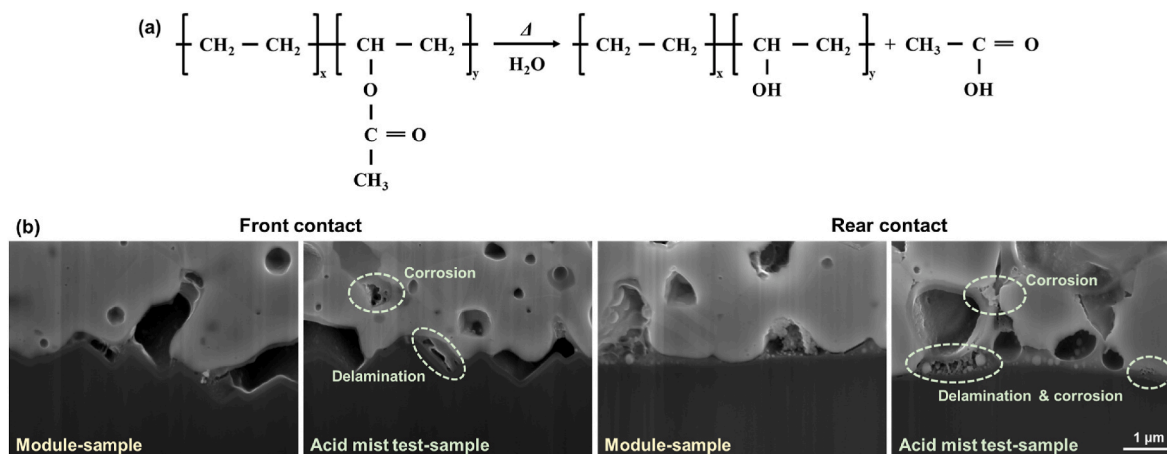 (a)
[ CH₂ — CH₂ ]x [ CH — CH₂ ]y Δ H₂O [ CH₂ — CH₂ ]x [ CH — CH₂ ]y + CH₃ — C = O
O
OH
OH
C = O
CH₃
(b)
Front contact
Rear contact
Corrosion
Delamination
Corrosion
Delamination & corrosion
Module-sample
Acid mist test-sample
Module-sample
Acid mist test-sample
1 μm